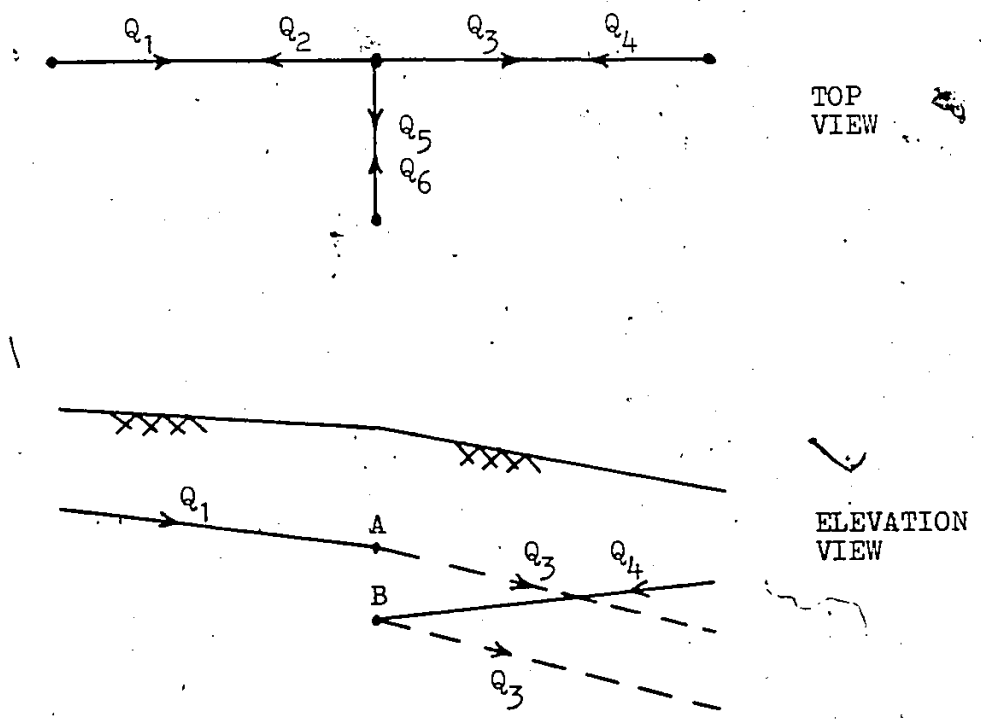 Q1 Q2 Q3 Q4
TOP
VIEW
Q5
Q6
Q1
A
ELEVATION
VIEW
Q3 Q4
B
Q3